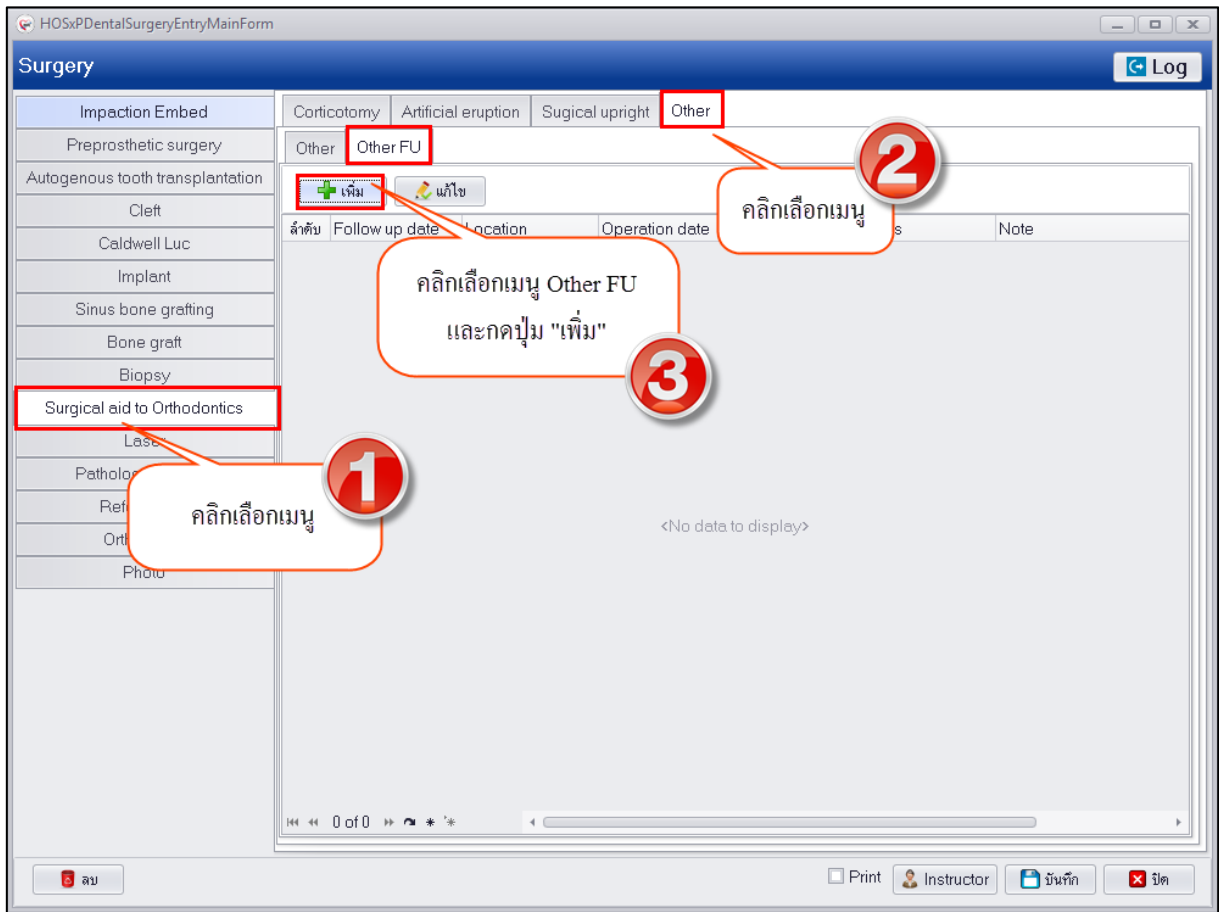 HOSxPDentalSurgeryEntryMainForm
Surgery
Log
Impaction Embed
Preprosthetic surgery
Autogenous tooth transplantation
Cleft
Caldwell Luc
Implant
Sinus bone grafting
Bone graft
Biopsy
Surgical aid to Orthodontics
Photo
Corticotomy Artificial eruption Sugical upright Other
Other Other FU
เพิ่ม แก้ไข
ลำดับ Follow up date Location Operation date Note
2
คลิกเลือกเมนู
คลิกเลือกเมนู Other FU
และกดปุ่ม "เพิ่ม"
3
1
คลิกเลือกเมนู
<No data to display>
0 of 0
ลบ
Print Instructor บันทึก ปิด